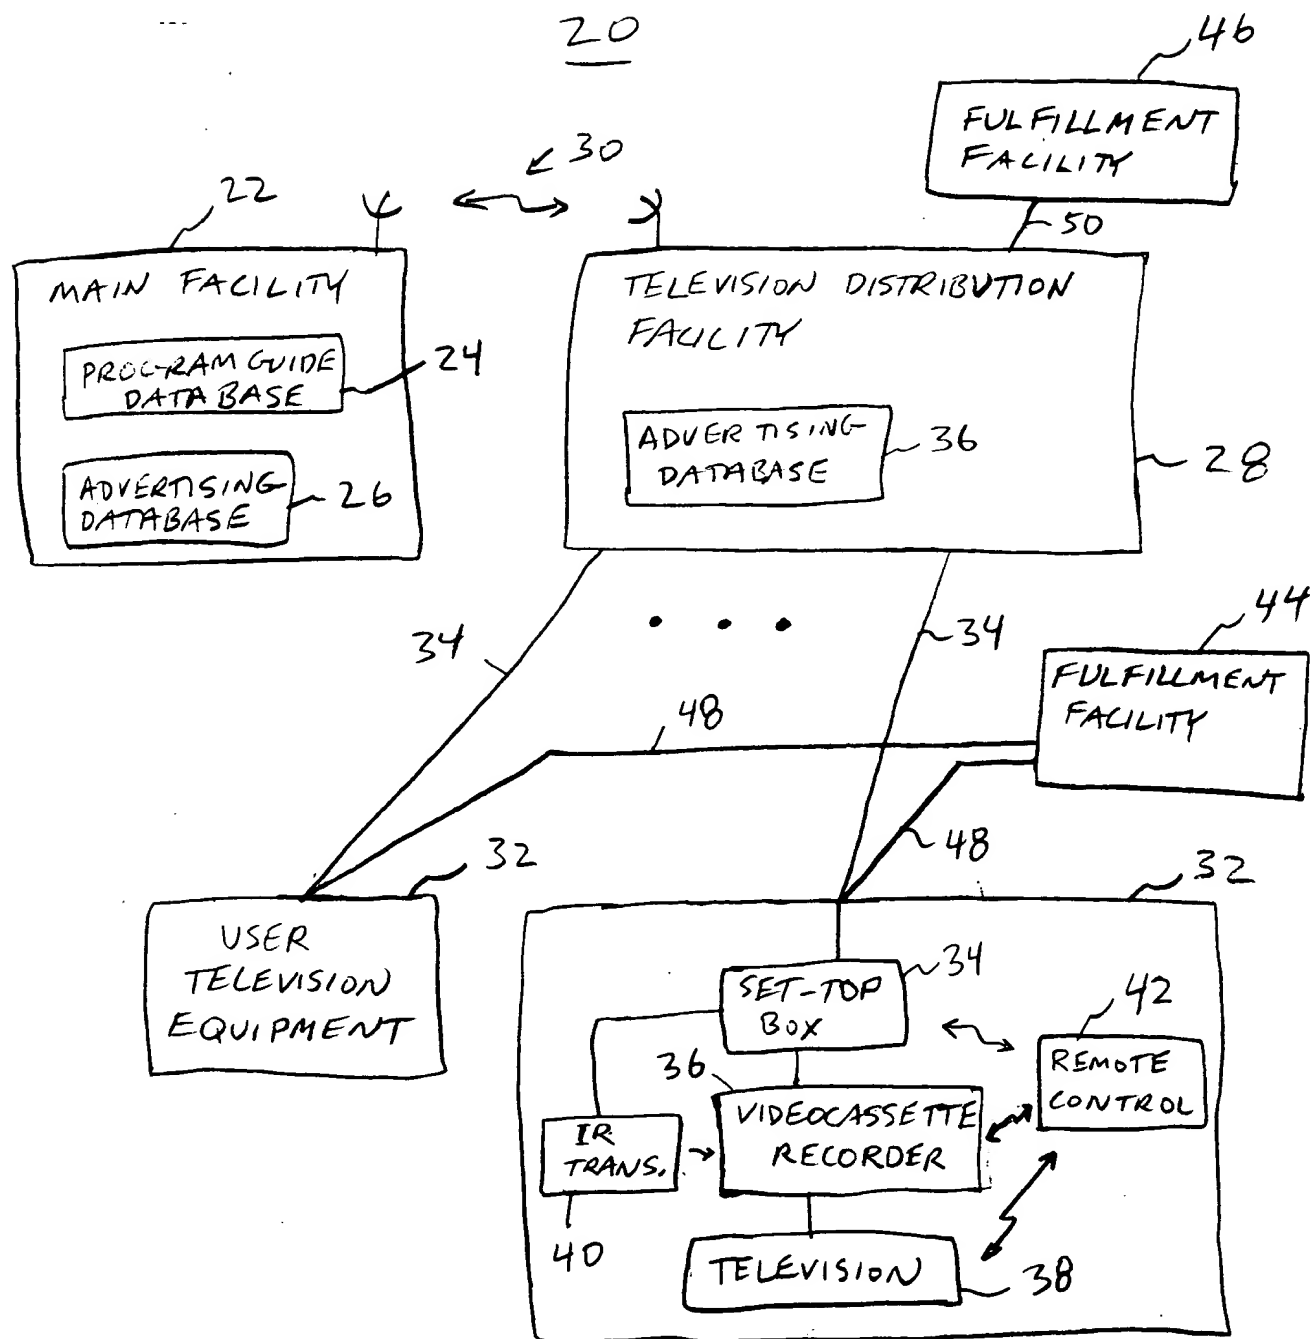 20
46
FULFILLMENT
FACILITY
30
22
50
MAIN FACILITY
TELEVISION DISTRIBUTION
FACILITY
PROGRAM GUIDE
DATABASE
24
ADVERTISING
DATABASE
36
28
ADVERTISING
DATABASE
26
44
34
34
FULFILLMENT
FACILITY
48
48
32
32
USER
TELEVISION
EQUIPMENT
SET-TOP
BOX
34
42
REMOTE
CONTROL
36
VIDEOCASSETTE
RECORDER
IR
TRANS.
40
TELEVISION
38